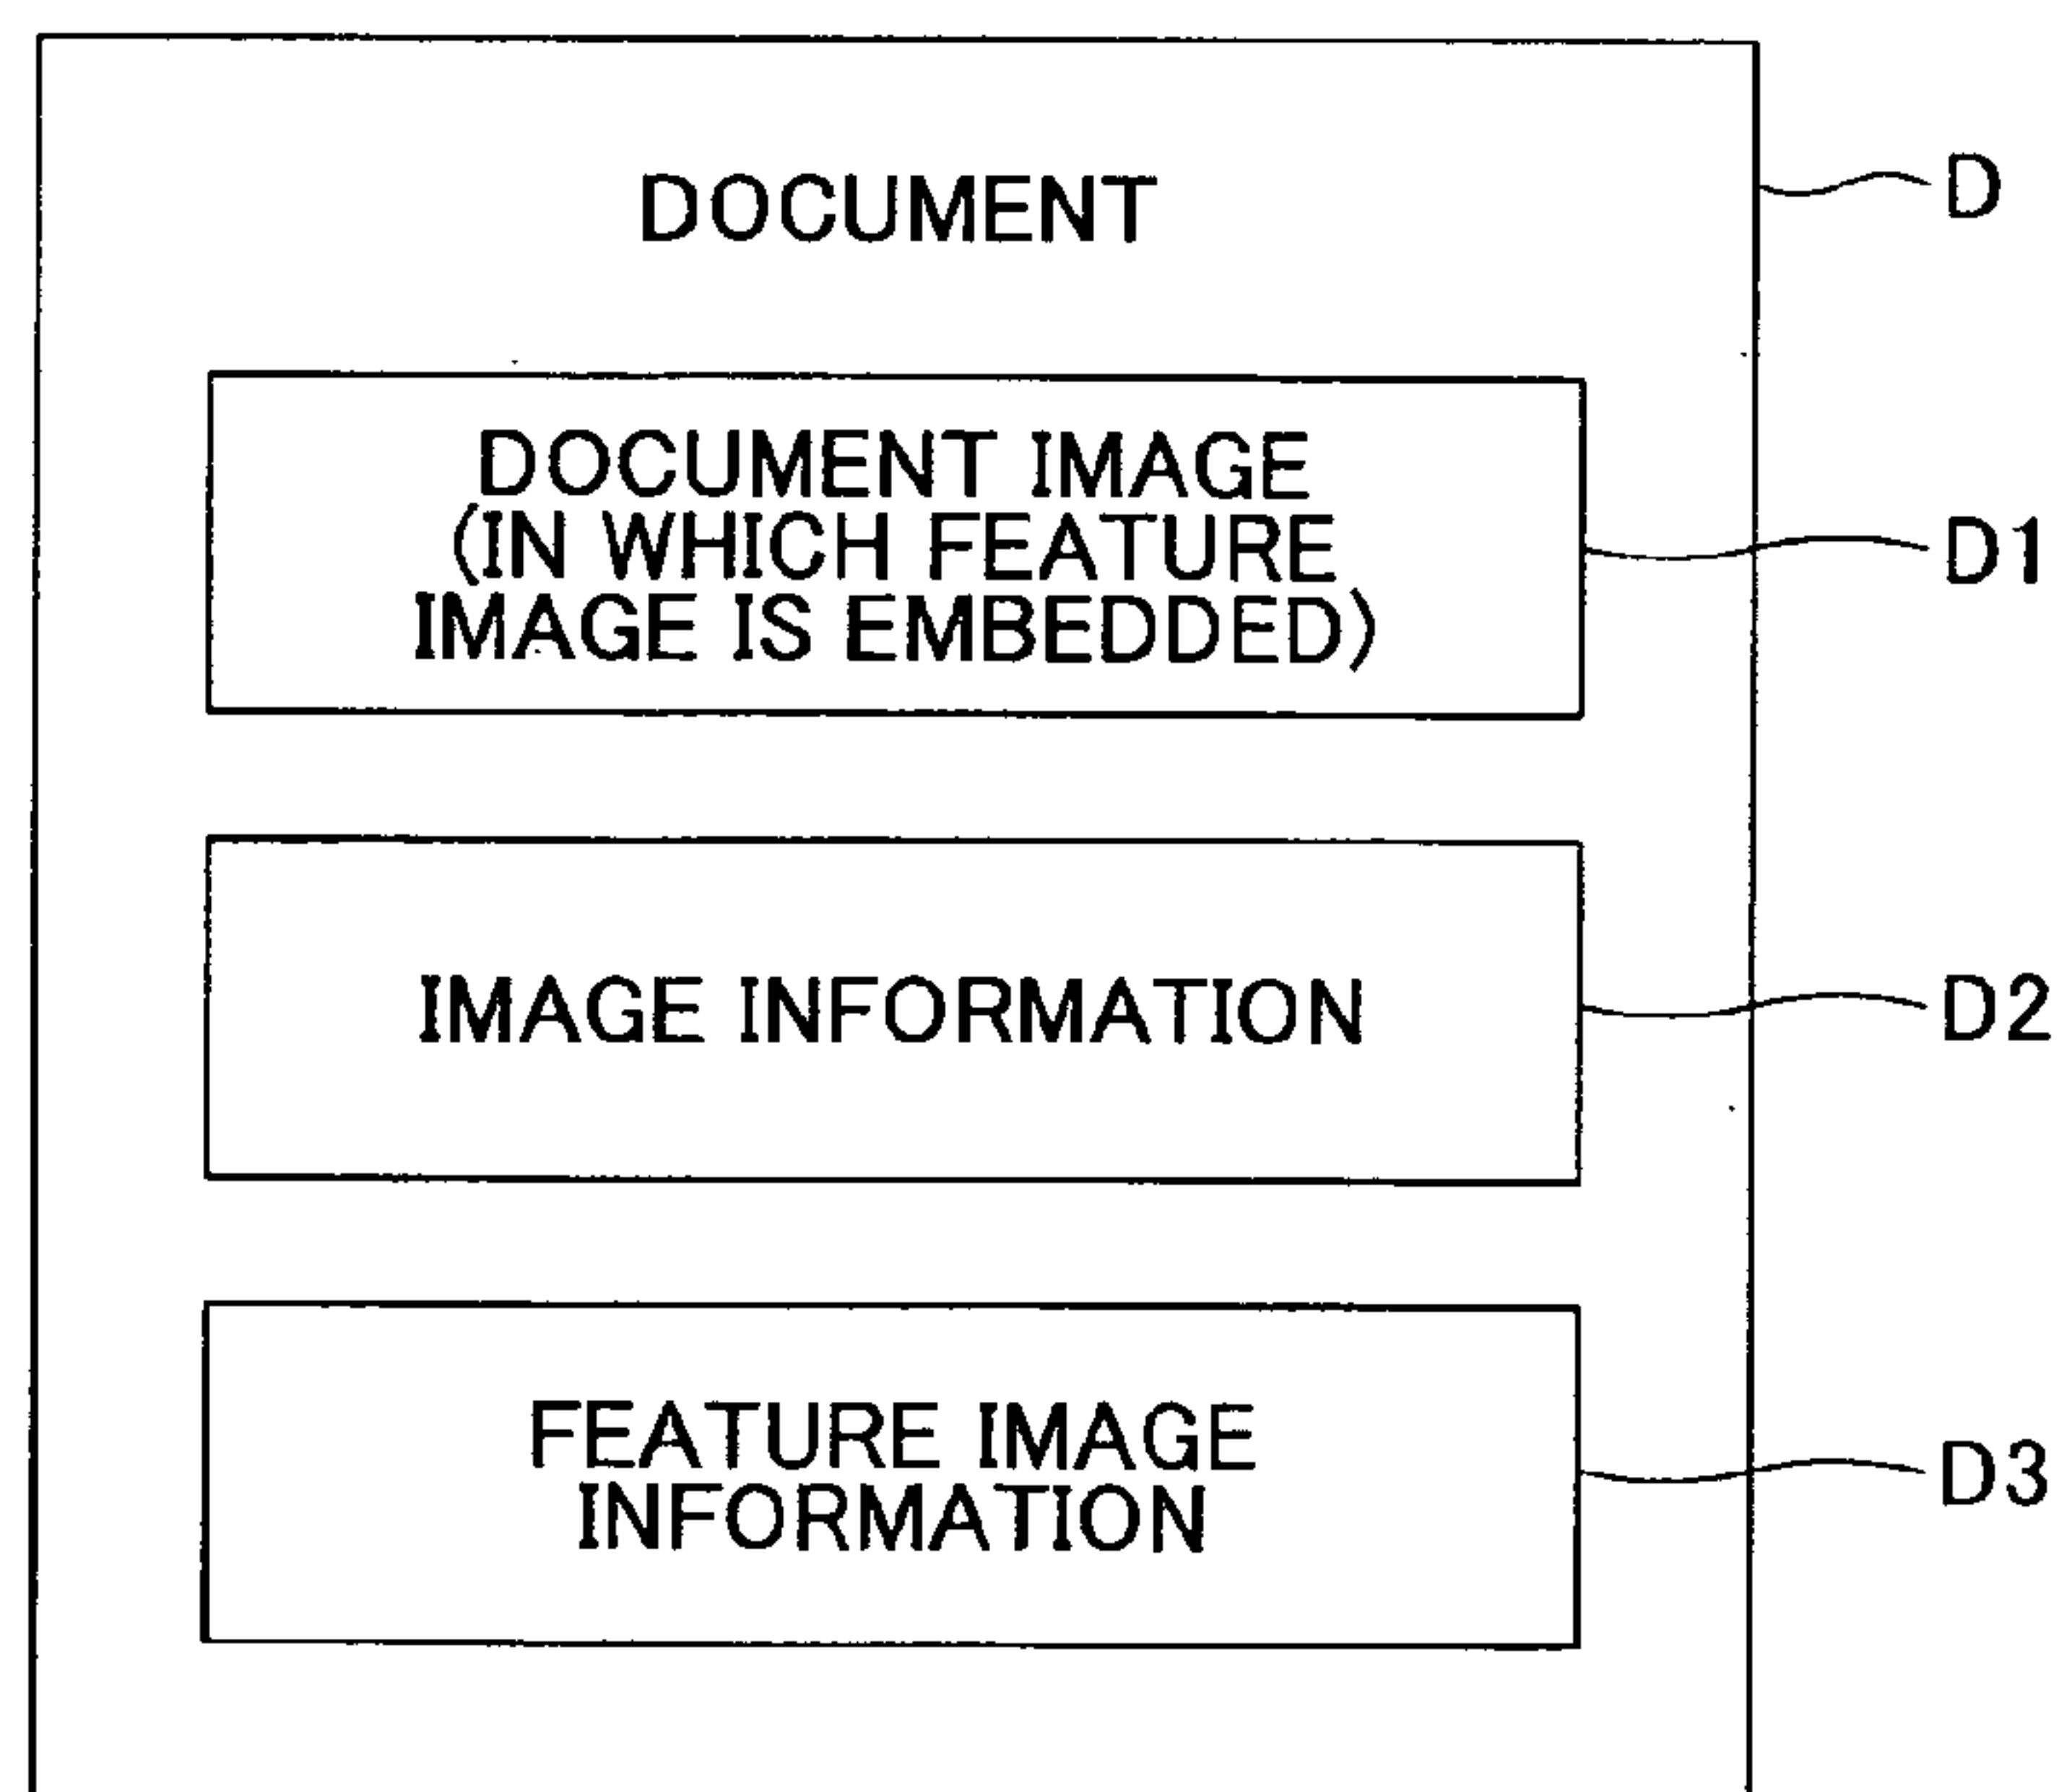 DOCUMENT
D
DOCUMENT IMAGE
(IN WHICH FEATURE
IMAGE IS EMBEDDED)
D1
IMAGE INFORMATION
D2
FEATURE IMAGE
INFORMATION
D3